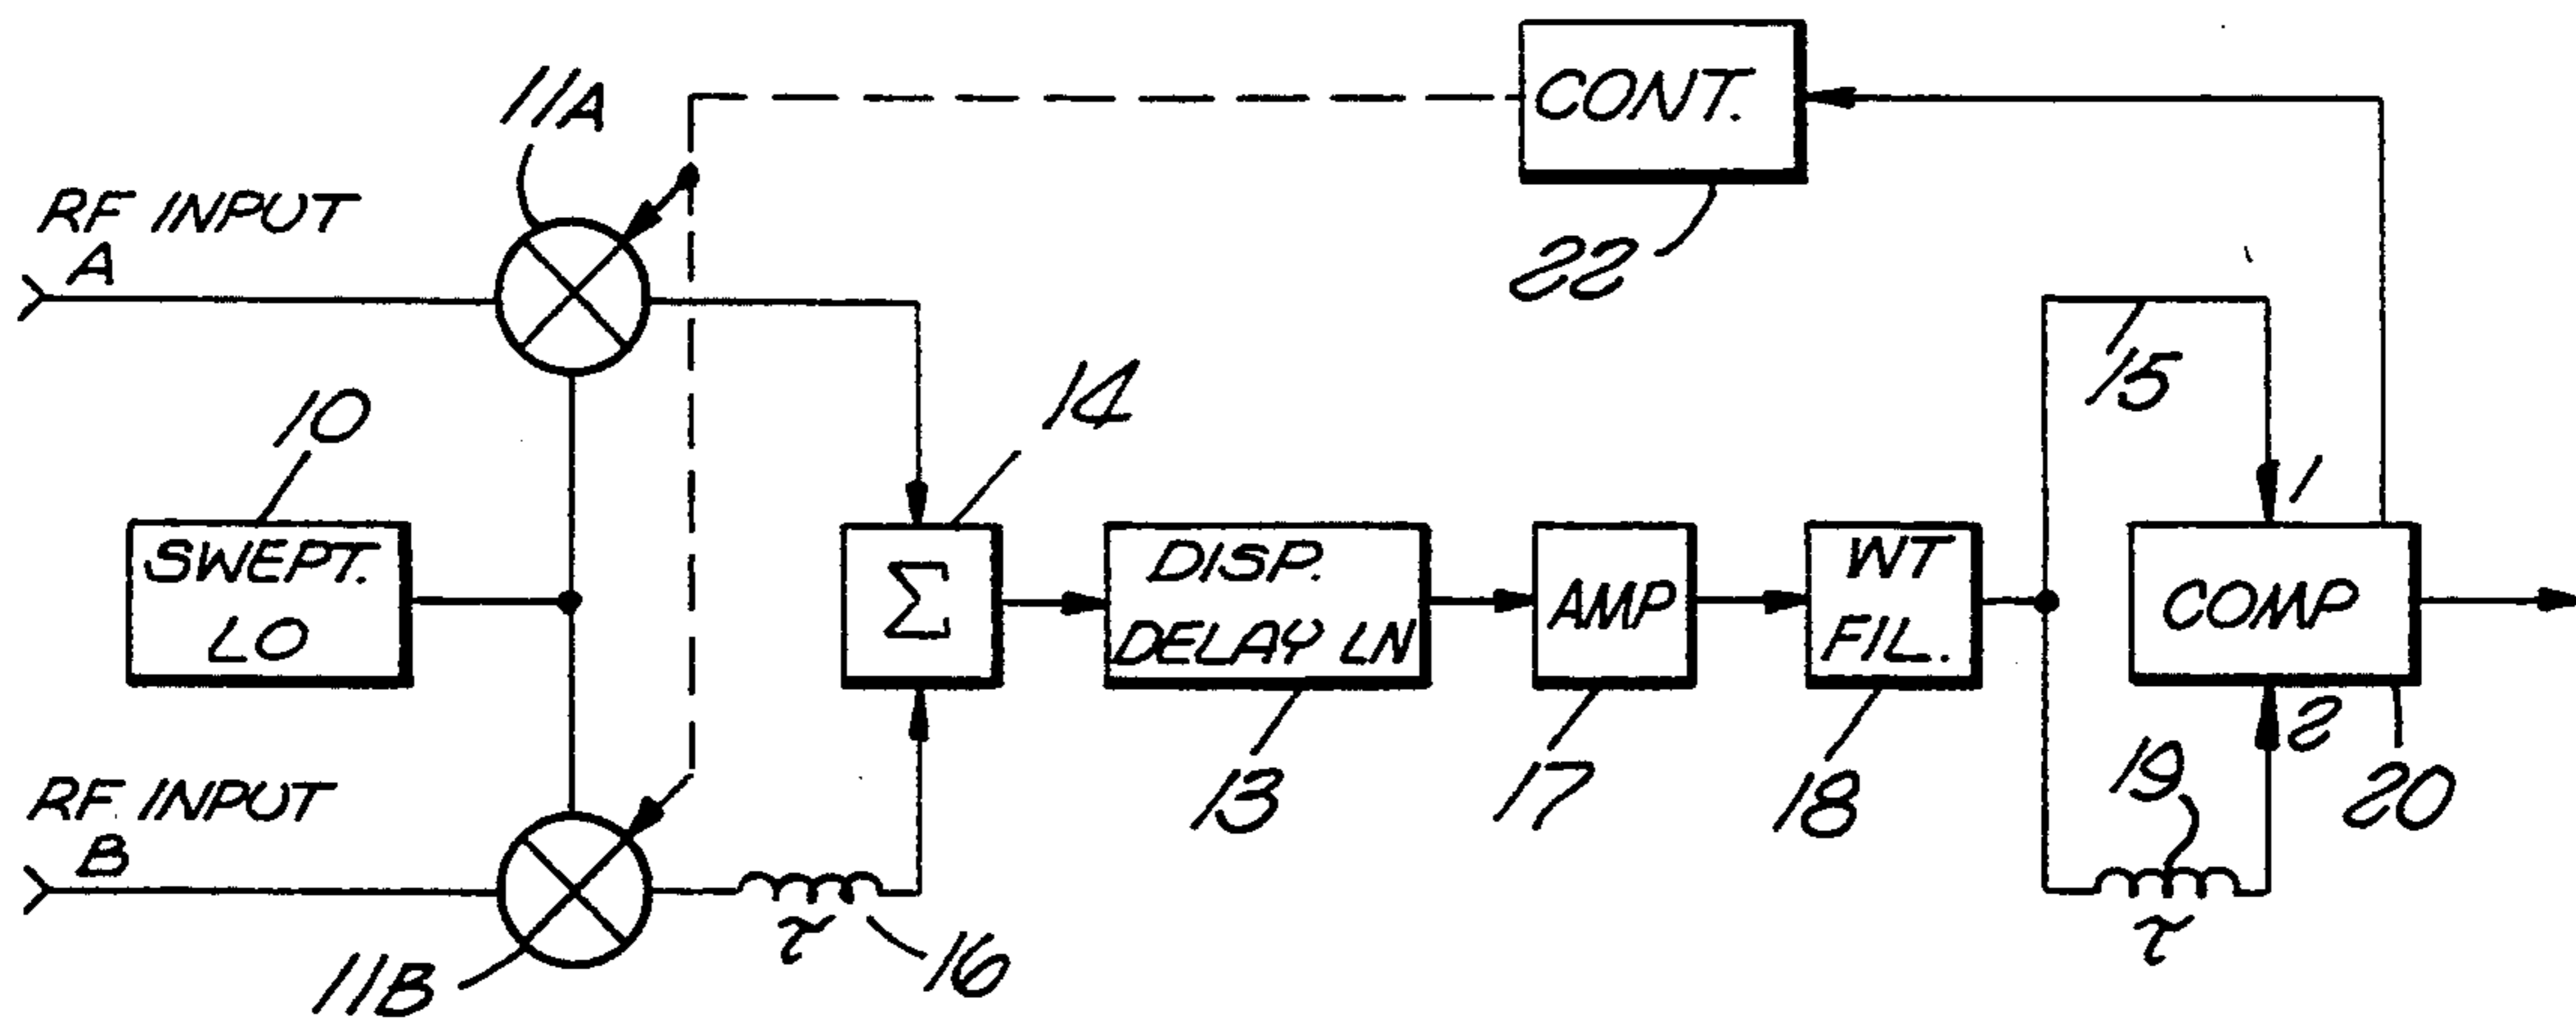 11A
CONT.
RF INPUT
A
22
15
14
10
1
SWEPT.
LO
Σ
DISP.
DELAY LN
AMP
WT
FIL.
COMP
2
19
20
13
17
18
RF INPUT
B
τ
16
τ
11B